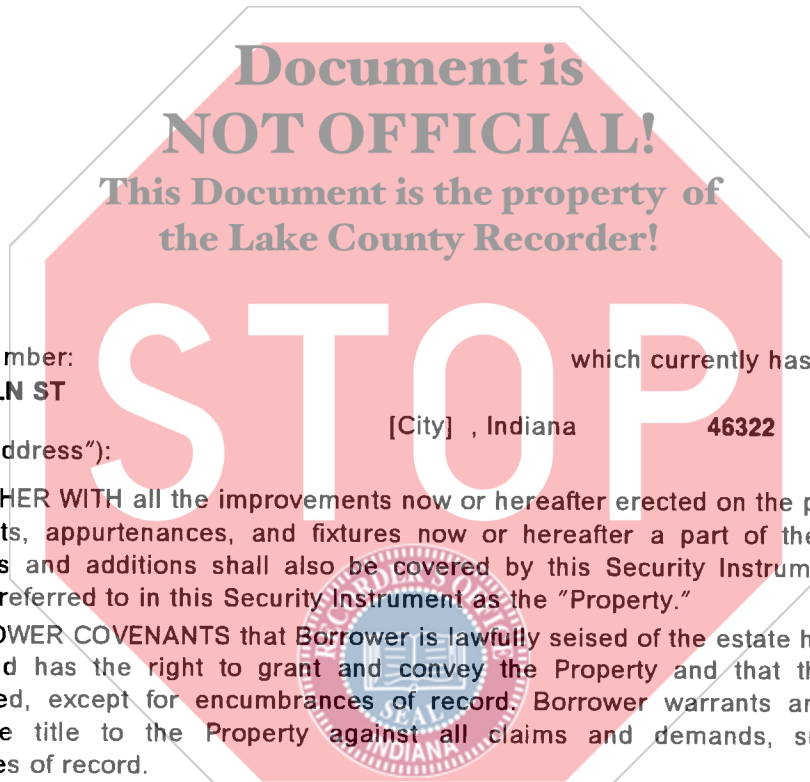 Document is
NOT OFFICIAL!
This Document is the property of
the Lake County Recorder!
STOP
mber: which currently has
LN ST
[City] , Indiana 46322
ddress"):
HER WITH all the improvements now or hereafter erected on the p
ts, appurtenances, and fixtures now or hereafter a part of the
s and additions shall also be covered by this Security Instrum
referred to in this Security Instrument as the "Property."
OWER COVENANTS that Borrower is lawfully seised of the estate h
d has the right to grant and convey the Property and that th
ed, except for encumbrances of record. Borrower warrants an
e title to the Property against all claims and demands, su
es of record.
RECORDER'S OFFICE
SEAL
INDIANA